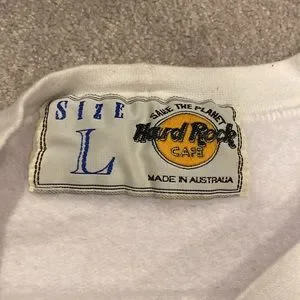 SIZE
L
SAVE THE PLANET
Hard Rock
CAFE
MADE IN AUSTRALIA